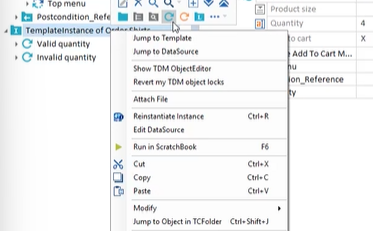 Top menu
Postcondition_Refe
TemplateInstance of Order Shirts
Valid quantity
Invalid quantity
Jump to Template
Jump to DataSource
Show TDM ObjectEditor
Revert my TDM object locks
Attach File
Reinstantiate Instance Ctrl+R
Edit DataSource
Run in ScratchBook F6
Cut Ctrl+X
Copy Ctrl+C
Paste Ctrl+V
Modify
Jump to Object in TCFolder Ctrl+Shift+J
Product size
Quantity 4
to cart X
Add To Cart M...
nu
ion_Reference
ty